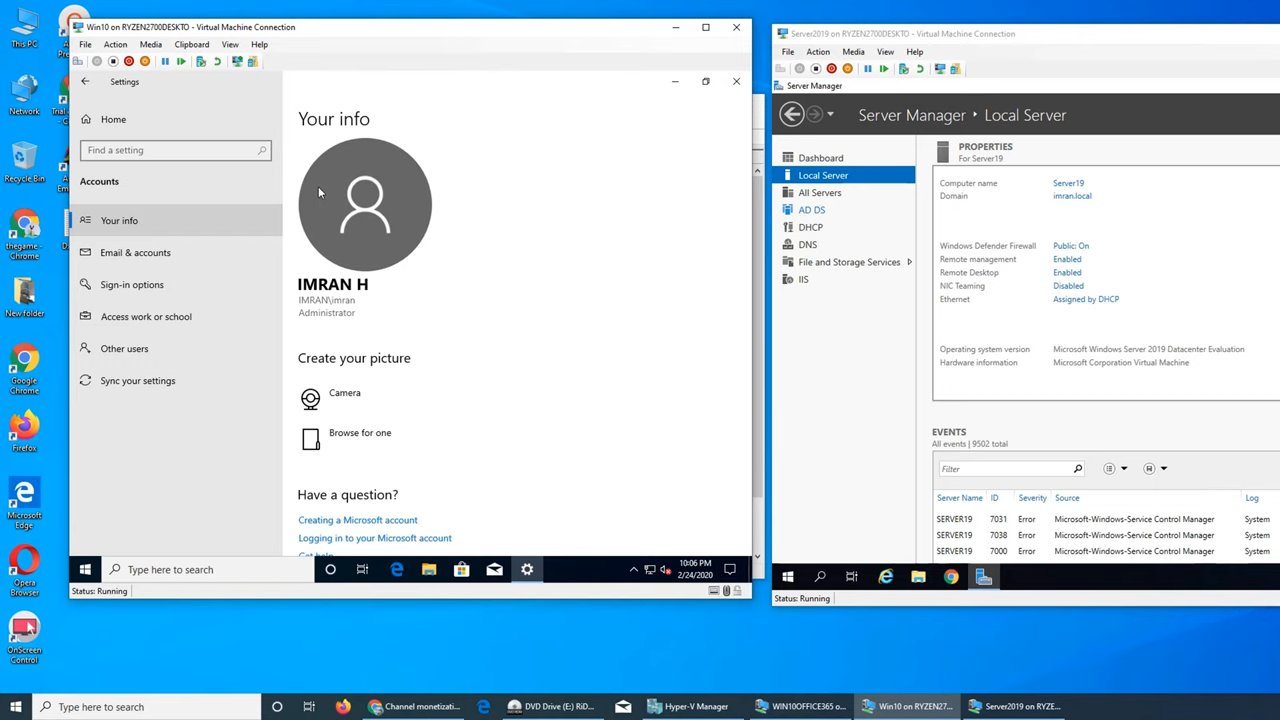 This PC
Network
Recycle Bin
thegame -
Chrome
New folder
Google
Chrome
Firefox
Microsoft
Edge
Opera
Browser
OnScreen
Control
Win10 on RYZEN2700DESKTO - Virtual Machine Connection
File Action Media Clipboard View Help
Settings
Home
Find a setting
Accounts
Your info
Email & accounts
Sign-in options
Access work or school
Other users
Sync your settings
Your info
IMRAN H
IMRAN\imran
Administrator
Create your picture
Camera
Browse for one
Have a question?
Creating a Microsoft account
Logging in to your Microsoft account
Get help
Type here to search
10:06 PM
2/24/2020
Status: Running
Server2019 on RYZEN2700DESKTO - Virtual Machine Connection
File Action Media View Help
Server Manager
Server Manager • Local Server
Dashboard
Local Server
All Servers
AD DS
DHCP
DNS
File and Storage Services
IIS
PROPERTIES
For Server19
Computer name Server19
Domain imran.local
Windows Defender Firewall Public: On
Remote management Enabled
Remote Desktop Enabled
NIC Teaming Disabled
Ethernet Assigned by DHCP
Operating system version Microsoft Windows Server 2019 Datacenter Evaluation
Hardware information Microsoft Corporation Virtual Machine
EVENTS
All events | 9502 total
Filter
Server Name ID Severity Source Log
SERVER19 7031 Error Microsoft-Windows-Service Control Manager System
SERVER19 7038 Error Microsoft-Windows-Service Control Manager System
SERVER19 7000 Error Microsoft-Windows-Service Control Manager System
Status: Running
Type here to search
Channel monetizati...
DVD Drive (E:) RiD...
Hyper-V Manager
WIN10OFFICE365 o...
Win10 on RYZEN27...
Server2019 on RYZE...